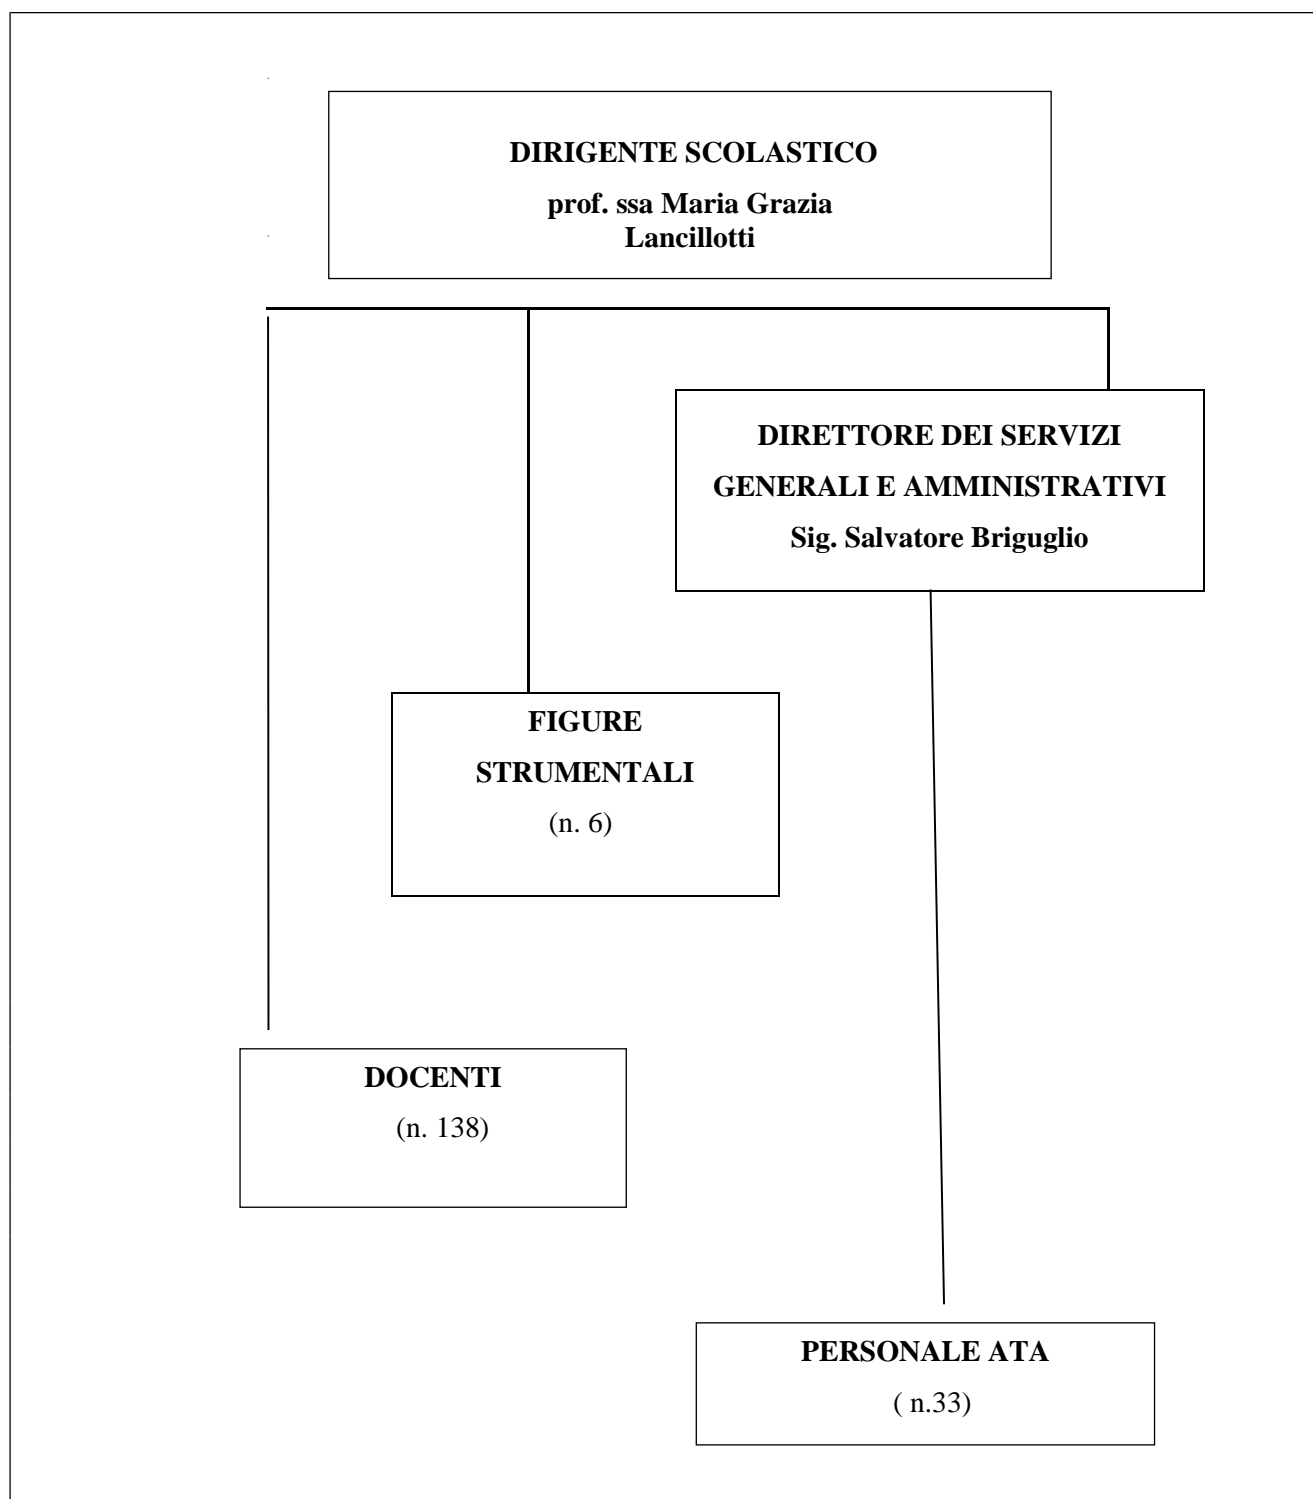 DIRIGENTE SCOLASTICO
prof. ssa Maria Grazia
Lancillotti
DIRETTORE DEI SERVIZI
GENERALI E AMMINISTRATIVI
Sig. Salvatore Briguglio
FIGURE
STRUMENTALI
(n. 6)
DOCENTI
(n. 138)
PERSONALE ATA
( n.33)